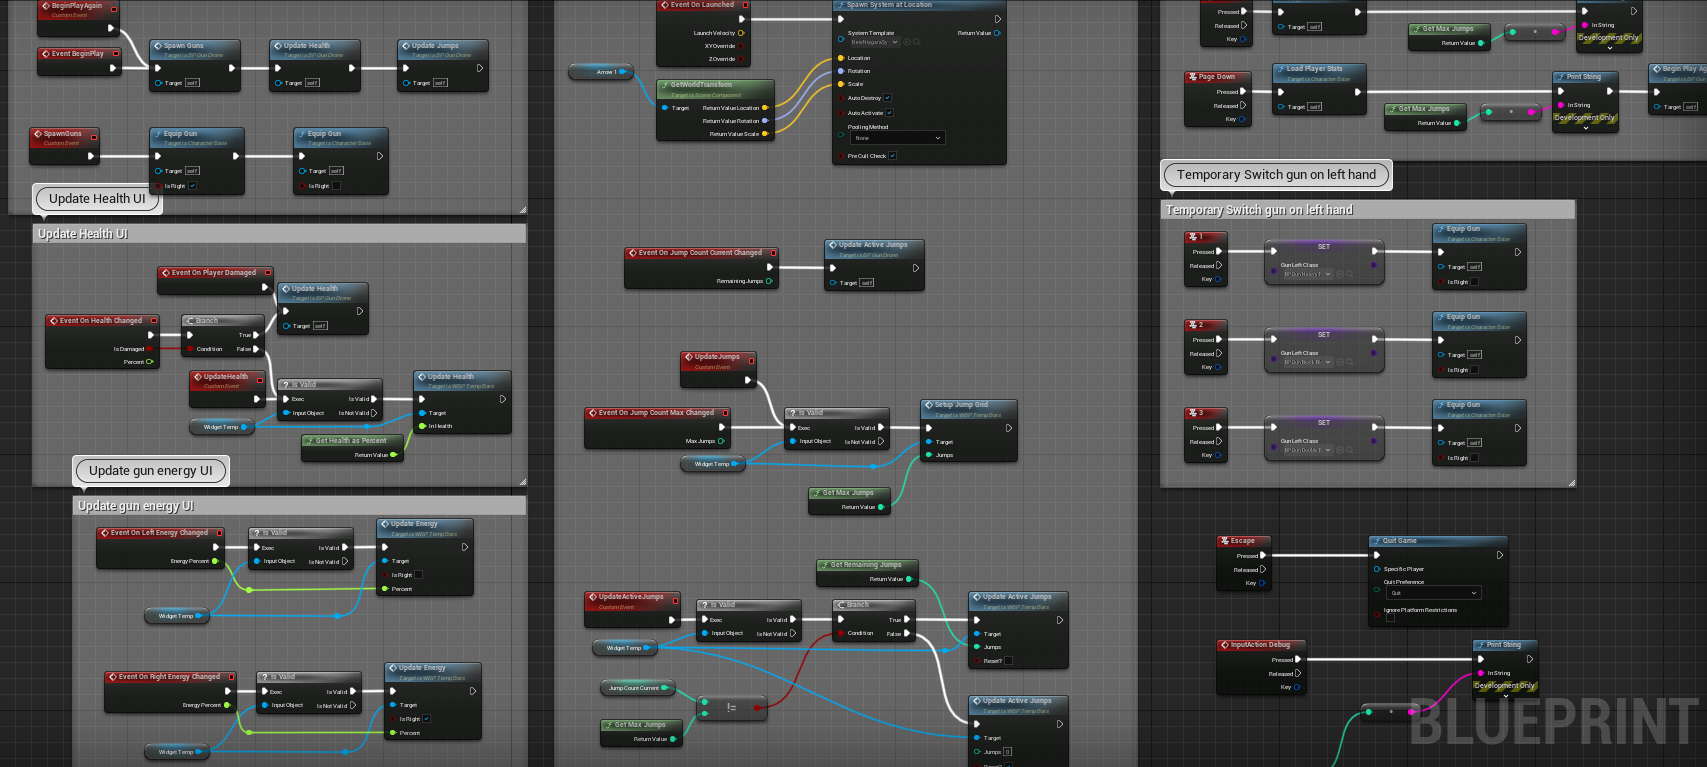 BeginPlayAgain
Custom Event
Event BeginPlay
Spawn Guns
Target is BP Gun Drone
Target self
Update Health
Target is BP Gun Drone
Target self
Update Jumps
Target is BP Gun Drone
Target self
SpawnGuns
Custom Event
Equip Gun
Target is Character Base
Target self
Is Right
Equip Gun
Target is Character Base
Target self
Is Right
Update Health UI
Update Health UI
Event On Player Damaged
Update Health
Target is BP Gun Drone
Target self
Event On Health Changed
Is Damaged
Percent
Branch
True
Condition
False
UpdateHealth
Custom Event
Is Valid
Exec
Is Valid
Input Object
Is Not Valid
Update Health
Target is WBP Temp Bars
Target
In Health
Widget Temp
Get Health as Percent
Return Value
Update gun energy UI
Update gun energy UI
Event On Left Energy Changed
Energy Percent
Is Valid
Exec
Is Valid
Input Object
Is Not Valid
Update Energy
Target is WBP Temp Bars
Target
Is Right
Percent
Widget Temp
Event On Right Energy Changed
Energy Percent
Is Valid
Exec
Is Valid
Input Object
Is Not Valid
Update Energy
Target is WBP Temp Bars
Target
Is Right
Percent
Widget Temp
Event On Launched
Launch Velocity
XYOverride
ZOverride
Arrow 1
GetWorldTransform
Target is Scene Component
Target
Return Value Location
Return Value Rotation
Return Value Scale
Spawn System at Location
System Template
Return Value
Location
Rotation
Scale
Auto Destroy
Auto Activate
Pooling Method
None
Pre Cull Check
Event On Jump Count Current Changed
Remaining Jumps
Update Active Jumps
Target is BP Gun Drone
Target self
UpdateJumps
Custom Event
Event On Jump Count Max Changed
Max Jumps
Is Valid
Exec
Is Valid
Input Object
Is Not Valid
Setup Jump Grid
Target is WBP Temp Bars
Target
Jumps
Widget Temp
Get Max Jumps
Return Value
Get Remaining Jumps
Return Value
UpdateActiveJumps
Custom Event
Is Valid
Exec
Is Valid
Input Object
Is Not Valid
Branch
True
Condition
False
Update Active Jumps
Target is WBP Temp Bars
Target
Jumps
Reset?
Widget Temp
Jump Count Current
!=
Get Max Jumps
Return Value
Update Active Jumps
Target is WBP Temp Bars
Target
Jumps 0
Pressed
Released
Key
Target self
Get Max Jumps
Return Value
In String
Development Only
Page Down
Pressed
Released
Key
Load Player Stats
Target is Character Base
Target self
Get Max Jumps
Return Value
Print String
In String
Development Only
Target self
Temporary Switch gun on left hand
Temporary Switch gun on left hand
1
Pressed
Released
Key
SET
Gun Left Class
Equip Gun
Target is Character Base
Target self
Is Right
2
Pressed
Released
Key
SET
Gun Left Class
Equip Gun
Target is Character Base
Target self
Is Right
3
Pressed
Released
Key
SET
Gun Left Class
Equip Gun
Target is Character Base
Target self
Is Right
Escape
Pressed
Released
Key
Quit Game
Specific Player
Quit Preference
Quit
Ignore Platform Restrictions
InputAction Debug
Pressed
Released
Key
Print String
In String
Development Only
BLUEPRINT